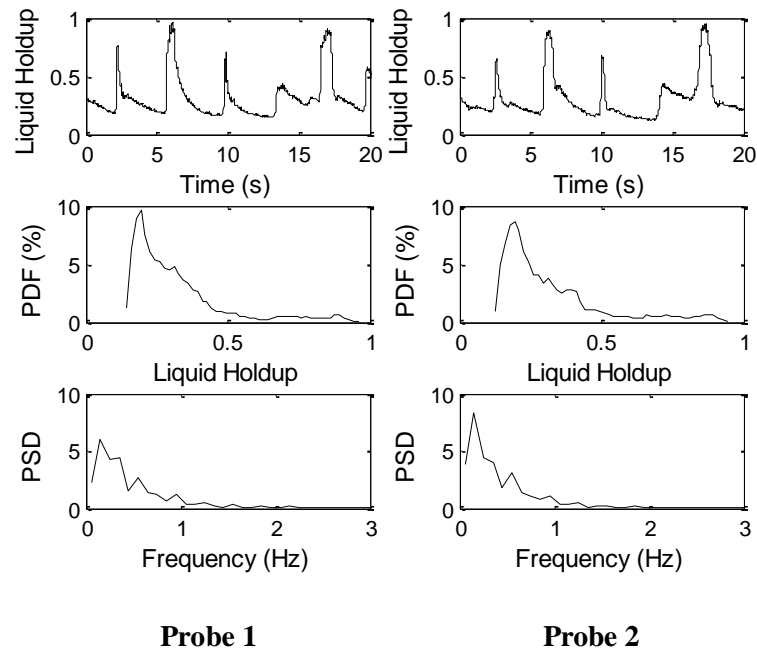 Liquid Holdup
1
0.5
0
0 5 10 15 20
Time (s)
Liquid Holdup
1
0.5
0
0 5 10 15 20
Time (s)
PDF (%)
10
5
0
0 0.5 1
Liquid Holdup
PDF (%)
10
5
0
0 0.5 1
Liquid Holdup
PSD
10
5
0
0 1 2 3
Frequency (Hz)
PSD
10
5
0
0 1 2 3
Frequency (Hz)
Probe 1
Probe 2